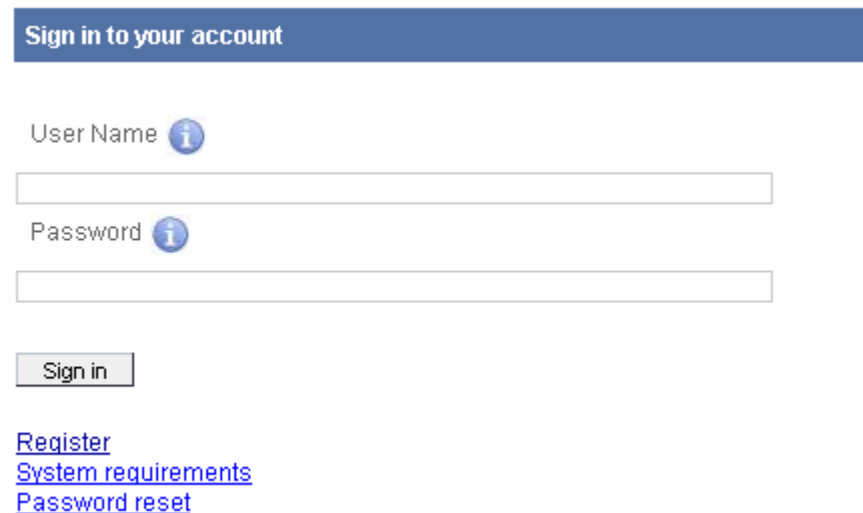 Sign in to your account
User Name
Password
Sign in
Register
System requirements
Password reset